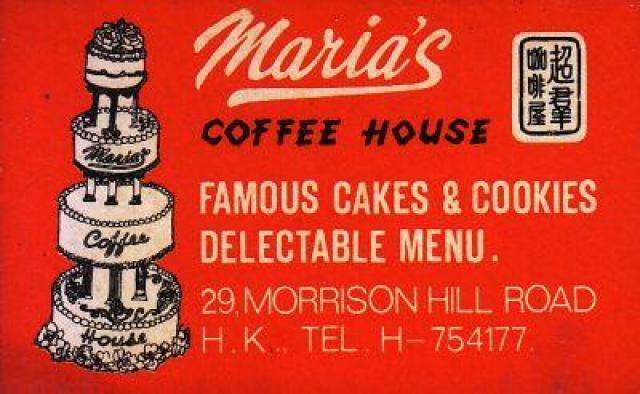 Maria's
COFFEE HOUSE
超羣
咖啡屋
FAMOUS CAKES & COOKIES
DELECTABLE MENU.
29, MORRISON HILL ROAD
H.K., TEL. H-754177.
Maria's
Coffee
House